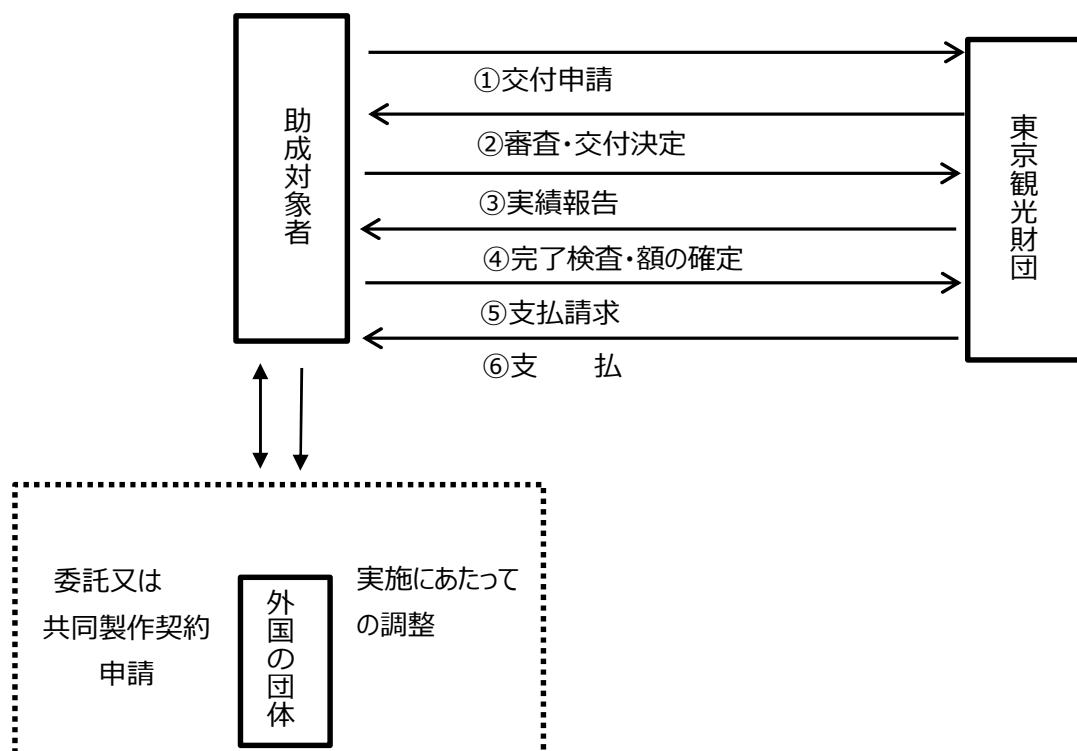 助成対象者
東京観光財団
①交付申請
②審査・交付決定
③実績報告
④完了検査・額の確定
⑤支払請求
⑥支　　払
委託又は
共同製作契約
申請
外国の団体
実施にあたって
の調整